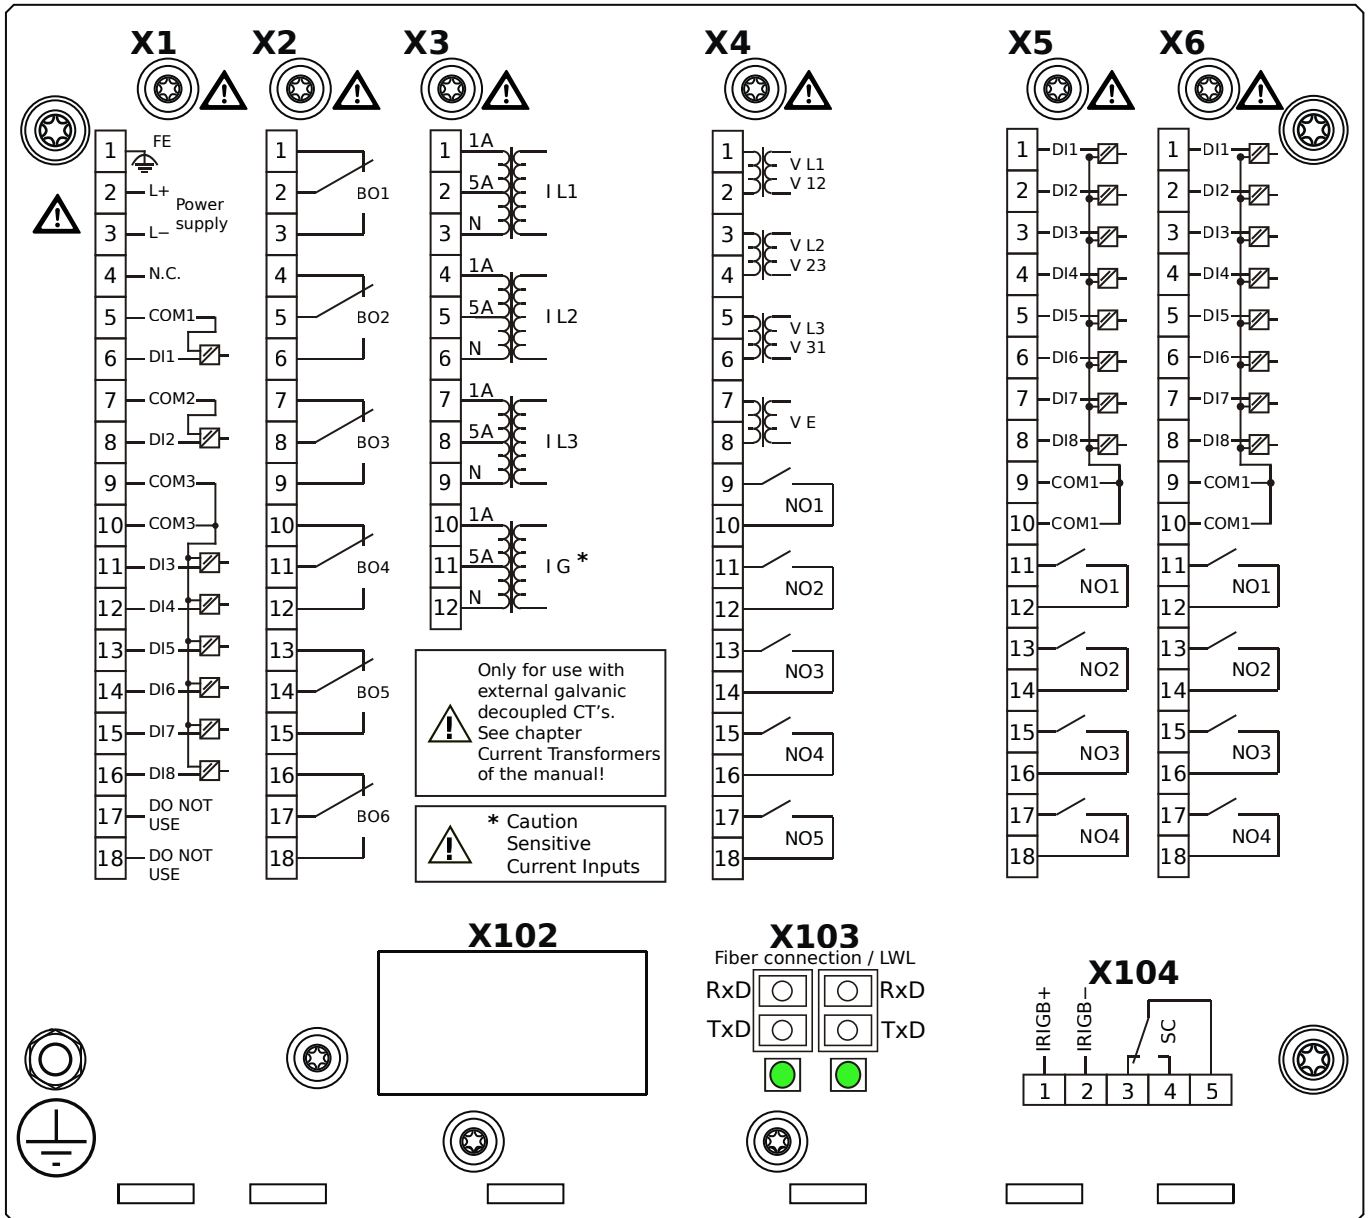 X1 X2 X3 X4 X5 X6
1 FE
2 L+
Power
supply
3 L−
4 N.C.
5 COM1
6 DI1
7 COM2
8 DI2
9 COM3
10 COM3
11 DI3
12 DI4
13 DI5
14 DI6
15 DI7
16 DI8
17 DO NOT
USE
18 DO NOT
USE
1
2 BO1
3
4
5 BO2
6
7
8 BO3
9
10
11 BO4
12
13
14 BO5
15
16
17 BO6
18
1 1A
2 5A I L1
3 N
4 1A
5 5A I L2
6 N
7 1A
8 5A I L3
9 N
10 1A
11 5A I G *
12 N
Only for use with
external galvanic
decoupled CT's.
See chapter
Current Transformers
of the manual!
* Caution
Sensitive
Current Inputs
1 V L1
2 V 12
3 V L2
4 V 23
5 V L3
6 V 31
7
V E
8
9
NO1
10
11
NO2
12
13
NO3
14
15
NO4
16
17
NO5
18
1 DI1
2 DI2
3 DI3
4 DI4
5 DI5
6 DI6
7 DI7
8 DI8
9 COM1
10 COM1
11
NO1
12
13
NO2
14
15
NO3
16
17
NO4
18
1 DI1
2 DI2
3 DI3
4 DI4
5 DI5
6 DI6
7 DI7
8 DI8
9 COM1
10 COM1
11
NO1
12
13
NO2
14
15
NO3
16
17
NO4
18
X102
X103
Fiber connection / LWL
RxD RxD
TxD TxD
X104
IRIGB+ IRIGB− SC
1 2 3 4 5